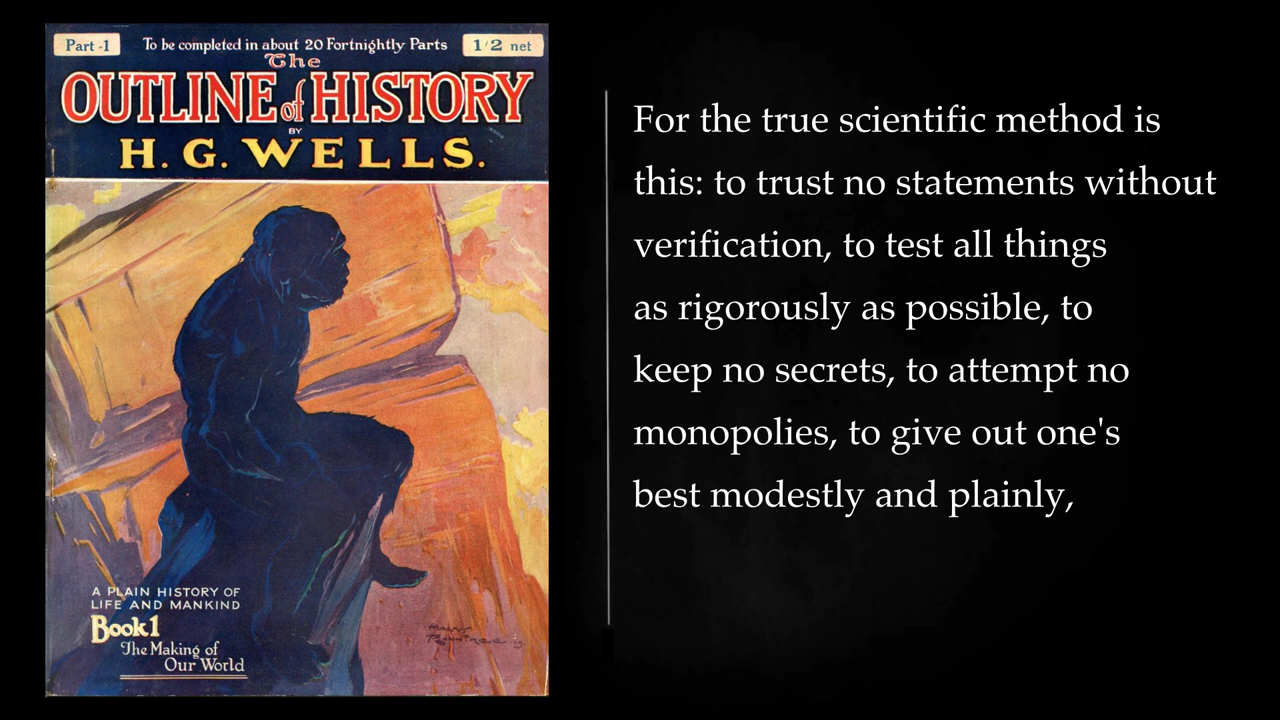 Part -1
To be completed in about 20 Fortnightly Parts
1/2 net
The
OUTLINE of HISTORY
BY
H. G. WELLS.
A PLAIN HISTORY OF
LIFE AND MANKIND
Book 1
The Making of
Our World
For the true scientific method is
this: to trust no statements without
verification, to test all things
as rigorously as possible, to
keep no secrets, to attempt no
monopolies, to give out one's
best modestly and plainly,